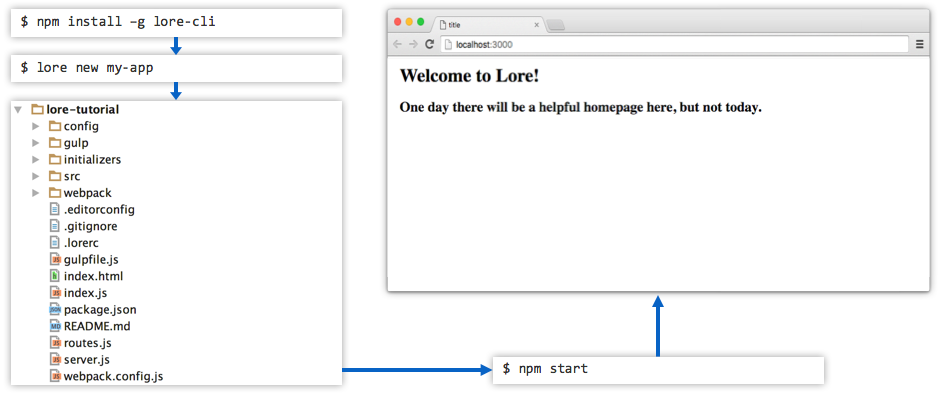 $ npm install –g lore-cli
$ lore new my-app
lore-tutorial
config
gulp
initializers
src
webpack
.editorconfig
.gitignore
.lorerc
gulpfile.js
index.html
index.js
package.json
README.md
routes.js
server.js
webpack.config.js
title
localhost:3000
Welcome to Lore!
One day there will be a helpful homepage here, but not today.
$ npm start